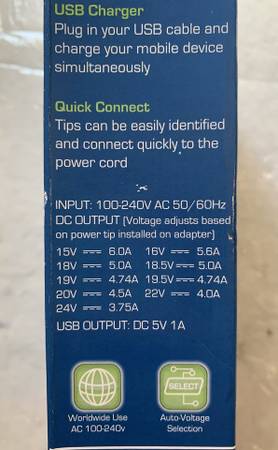 USB Charger
Plug in your USB cable and
charge your mobile device
simultaneously
Quick Connect
Tips can be easily identified
and connect quickly to the
power cord
INPUT: 100-240V AC 50/60Hz
DC OUTPUT (Voltage adjusts based
on power tip installed on adapter)
15V ⎓ 6.0A 16V ⎓ 5.6A
18V ⎓ 5.0A 18.5V ⎓ 5.0A
19V ⎓ 4.74A 19.5V ⎓ 4.74A
20V ⎓ 4.5A 22V ⎓ 4.0A
24V ⎓ 3.75A
USB OUTPUT: DC 5V 1A
SELECT
Worldwide Use
AC 100-240v
Auto-Voltage
Selection